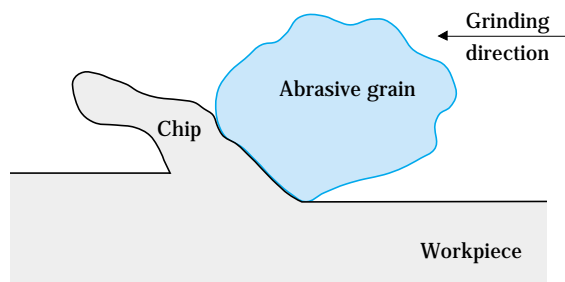 Grinding
direction
Abrasive grain
Chip
Workpiece